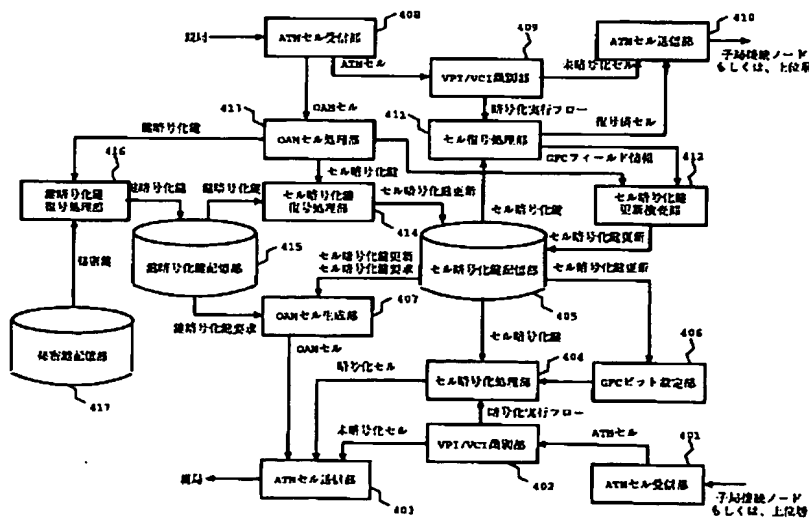 408
ATMセル受信部
親局
ATMセル
409
VPI/VCI識別部
未暗号化セル
410
ATMセル送信部
子局接続ノード
もしくは、上位層
OAMセル
暗号化実行フロー
復号済セル
413
OAMセル処理部
鍵暗号化鍵
411
セル復号処理部
GFCフィールド情報
412
セル暗号化鍵
更新検査部
416
鍵暗号化鍵
復号処理部
鍵暗号化鍵
鍵暗号化鍵
セル暗号化鍵
セル暗号化鍵
復号処理部
414
セル暗号化鍵更新
セル暗号化鍵
セル暗号化鍵更新
秘密鍵
鍵暗号化鍵記憶部
415
セル暗号化鍵更新
セル暗号化鍵要求
セル暗号化鍵記憶部
405
セル暗号化鍵更新
407
OAMセル生成部
鍵暗号化鍵要求
秘密鍵記憶部
417
OAMセル
セル暗号化鍵
404
セル暗号化処理部
406
GFCビット設定部
暗号化セル
暗号化実行フロー
未暗号化セル
VPI/VCI識別部
402
ATMセル
401
ATMセル受信部
親局
ATMセル送信部
403
子局接続ノード
もしくは、上位層